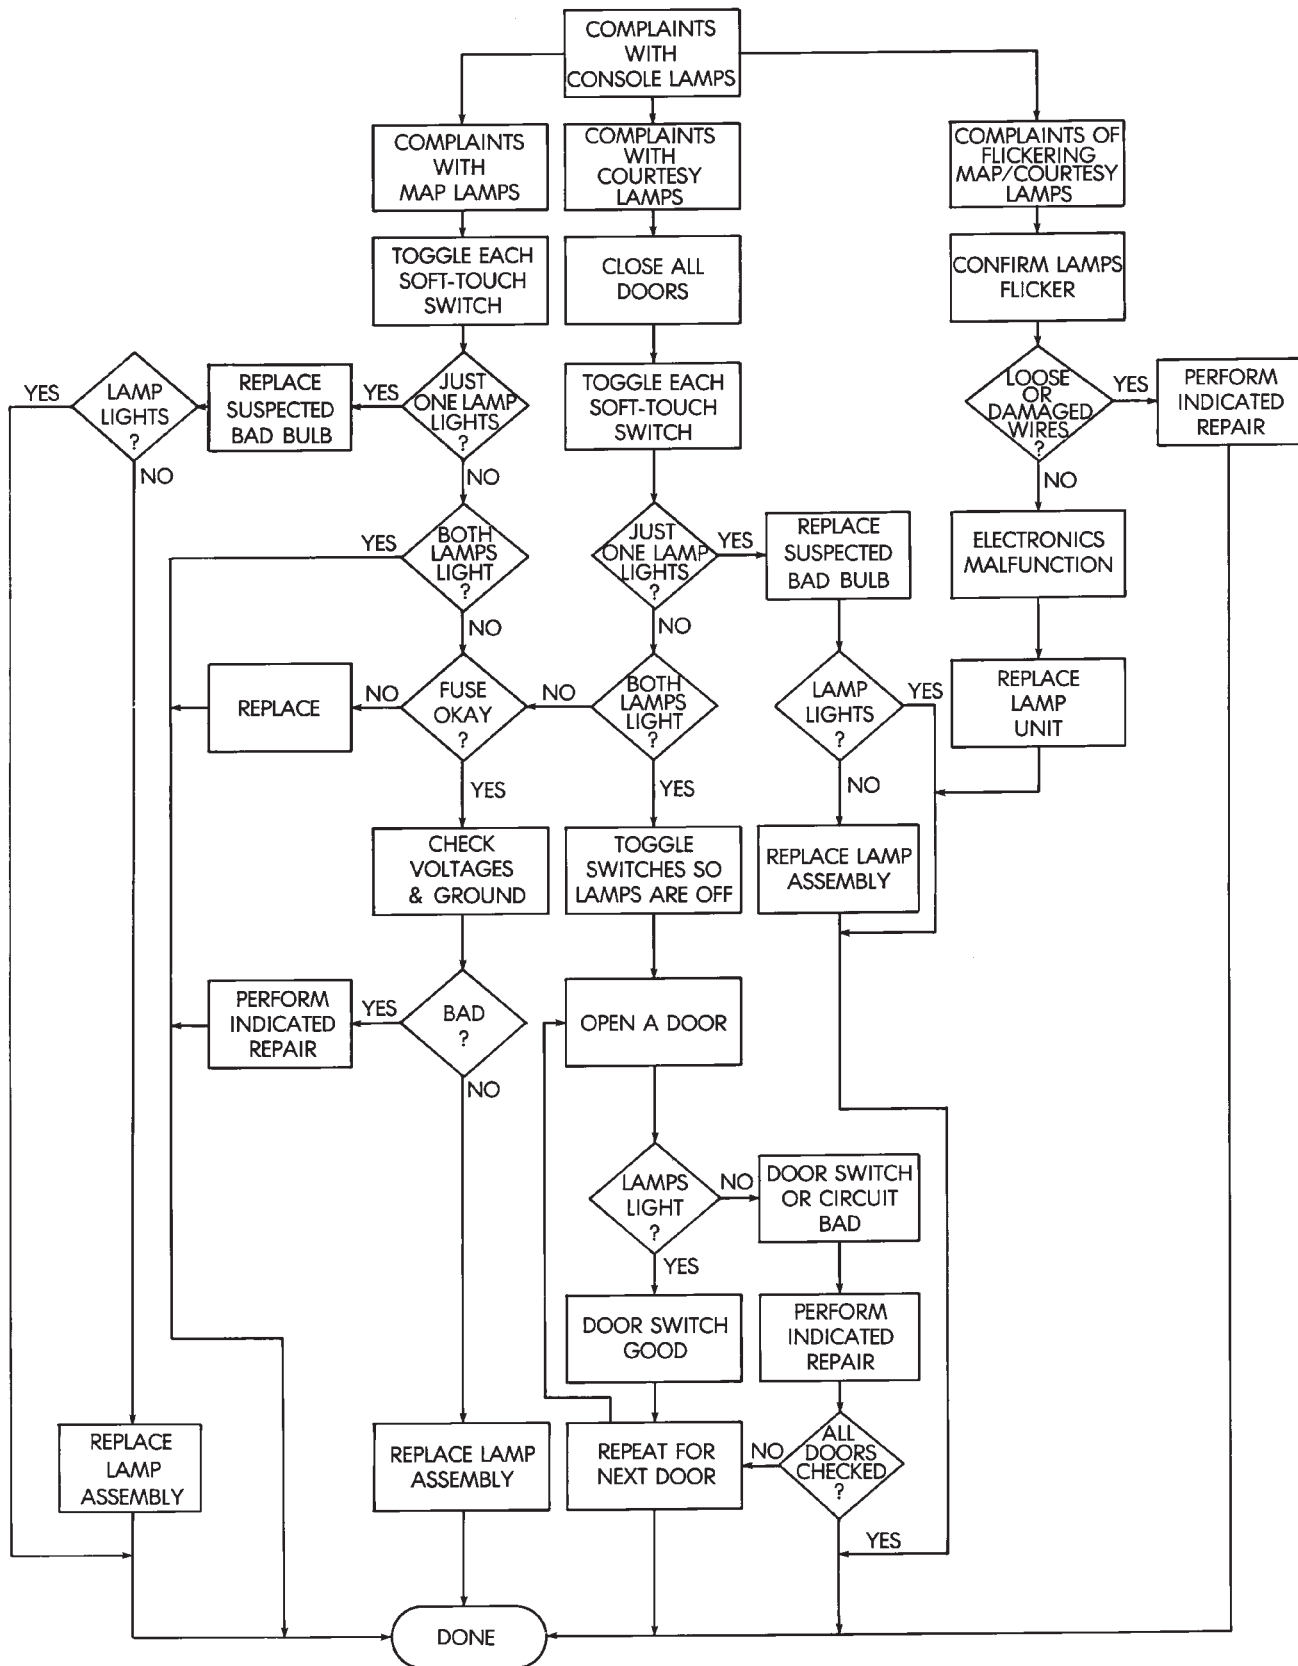 COMPLAINTS
WITH
CONSOLE LAMPS
COMPLAINTS
WITH
MAP LAMPS
COMPLAINTS
WITH
COURTESY
LAMPS
COMPLAINTS OF
FLICKERING
MAP/COURTESY
LAMPS
TOGGLE EACH
SOFT-TOUCH
SWITCH
CLOSE ALL
DOORS
CONFIRM LAMPS
FLICKER
YES
LAMP
LIGHTS
?
NO
REPLACE
SUSPECTED
BAD BULB
YES
JUST
ONE LAMP
LIGHTS
?
NO
TOGGLE EACH
SOFT-TOUCH
SWITCH
LOOSE
OR
DAMAGED
WIRES
?
NO
YES
PERFORM
INDICATED
REPAIR
YES
BOTH
LAMPS
LIGHT
?
NO
JUST
ONE LAMP
LIGHTS
?
NO
YES
REPLACE
SUSPECTED
BAD BULB
ELECTRONICS
MALFUNCTION
REPLACE
NO
FUSE
OKAY
?
YES
NO
BOTH
LAMPS
LIGHT
?
YES
LAMP
LIGHTS
?
NO
YES
REPLACE
LAMP
UNIT
CHECK
VOLTAGES
& GROUND
TOGGLE
SWITCHES SO
LAMPS ARE OFF
REPLACE LAMP
ASSEMBLY
PERFORM
INDICATED
REPAIR
YES
BAD
?
NO
OPEN A DOOR
LAMPS
LIGHT
?
YES
NO
DOOR SWITCH
OR CIRCUIT
BAD
DOOR SWITCH
GOOD
PERFORM
INDICATED
REPAIR
REPLACE
LAMP
ASSEMBLY
REPLACE LAMP
ASSEMBLY
REPEAT FOR
NEXT DOOR
NO
ALL
DOORS
CHECKED
?
YES
DONE